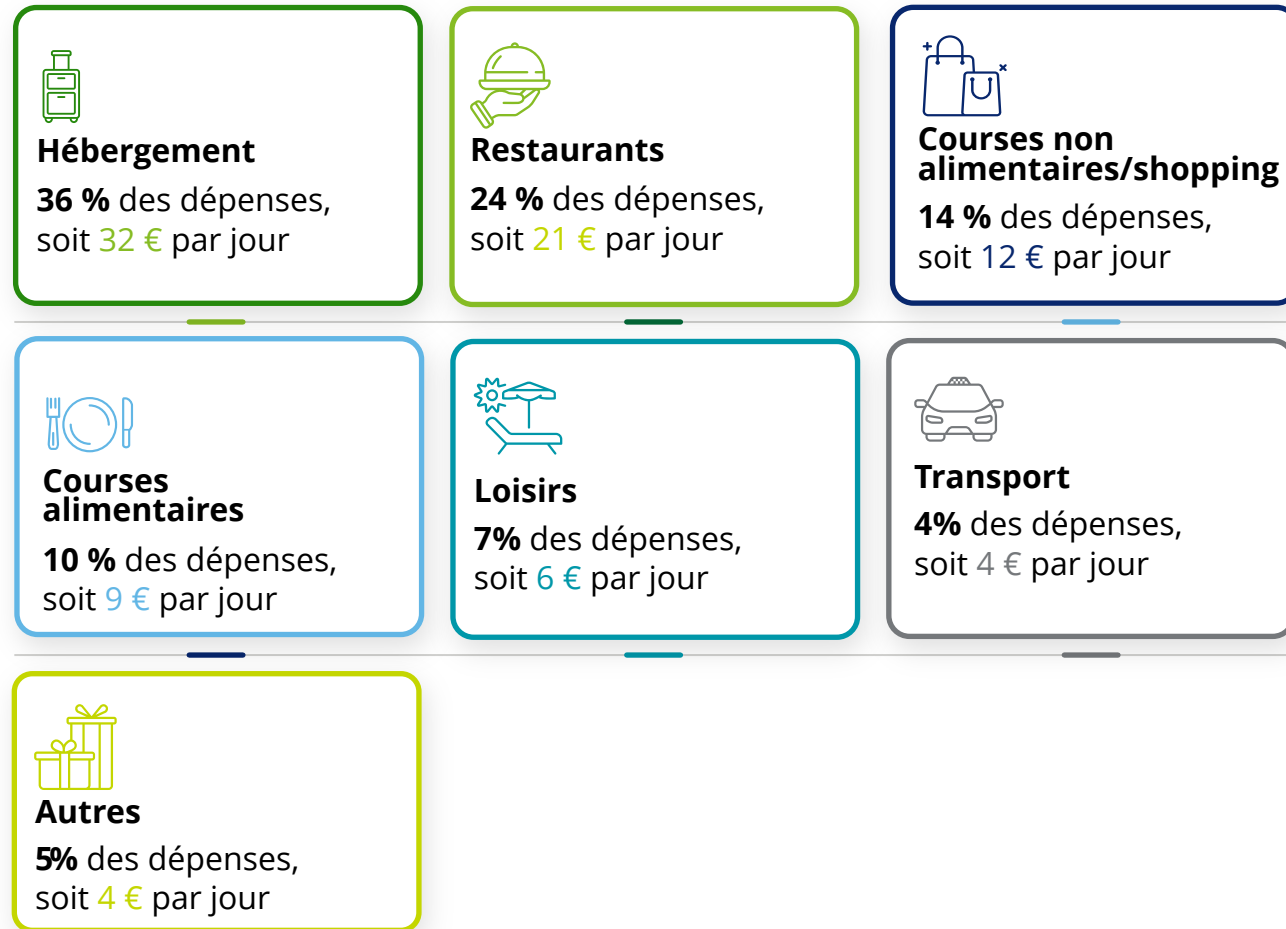 Hébergement
36 % des dépenses,
soit 32 € par jour
Restaurants
24 % des dépenses,
soit 21 € par jour
Courses non
alimentaires/shopping
14 % des dépenses,
soit 12 € par jour
Courses
alimentaires
10 % des dépenses,
soit 9 € par jour
Loisirs
7% des dépenses,
soit 6 € par jour
Transport
4% des dépenses,
soit 4 € par jour
Autres
5% des dépenses,
soit 4 € par jour